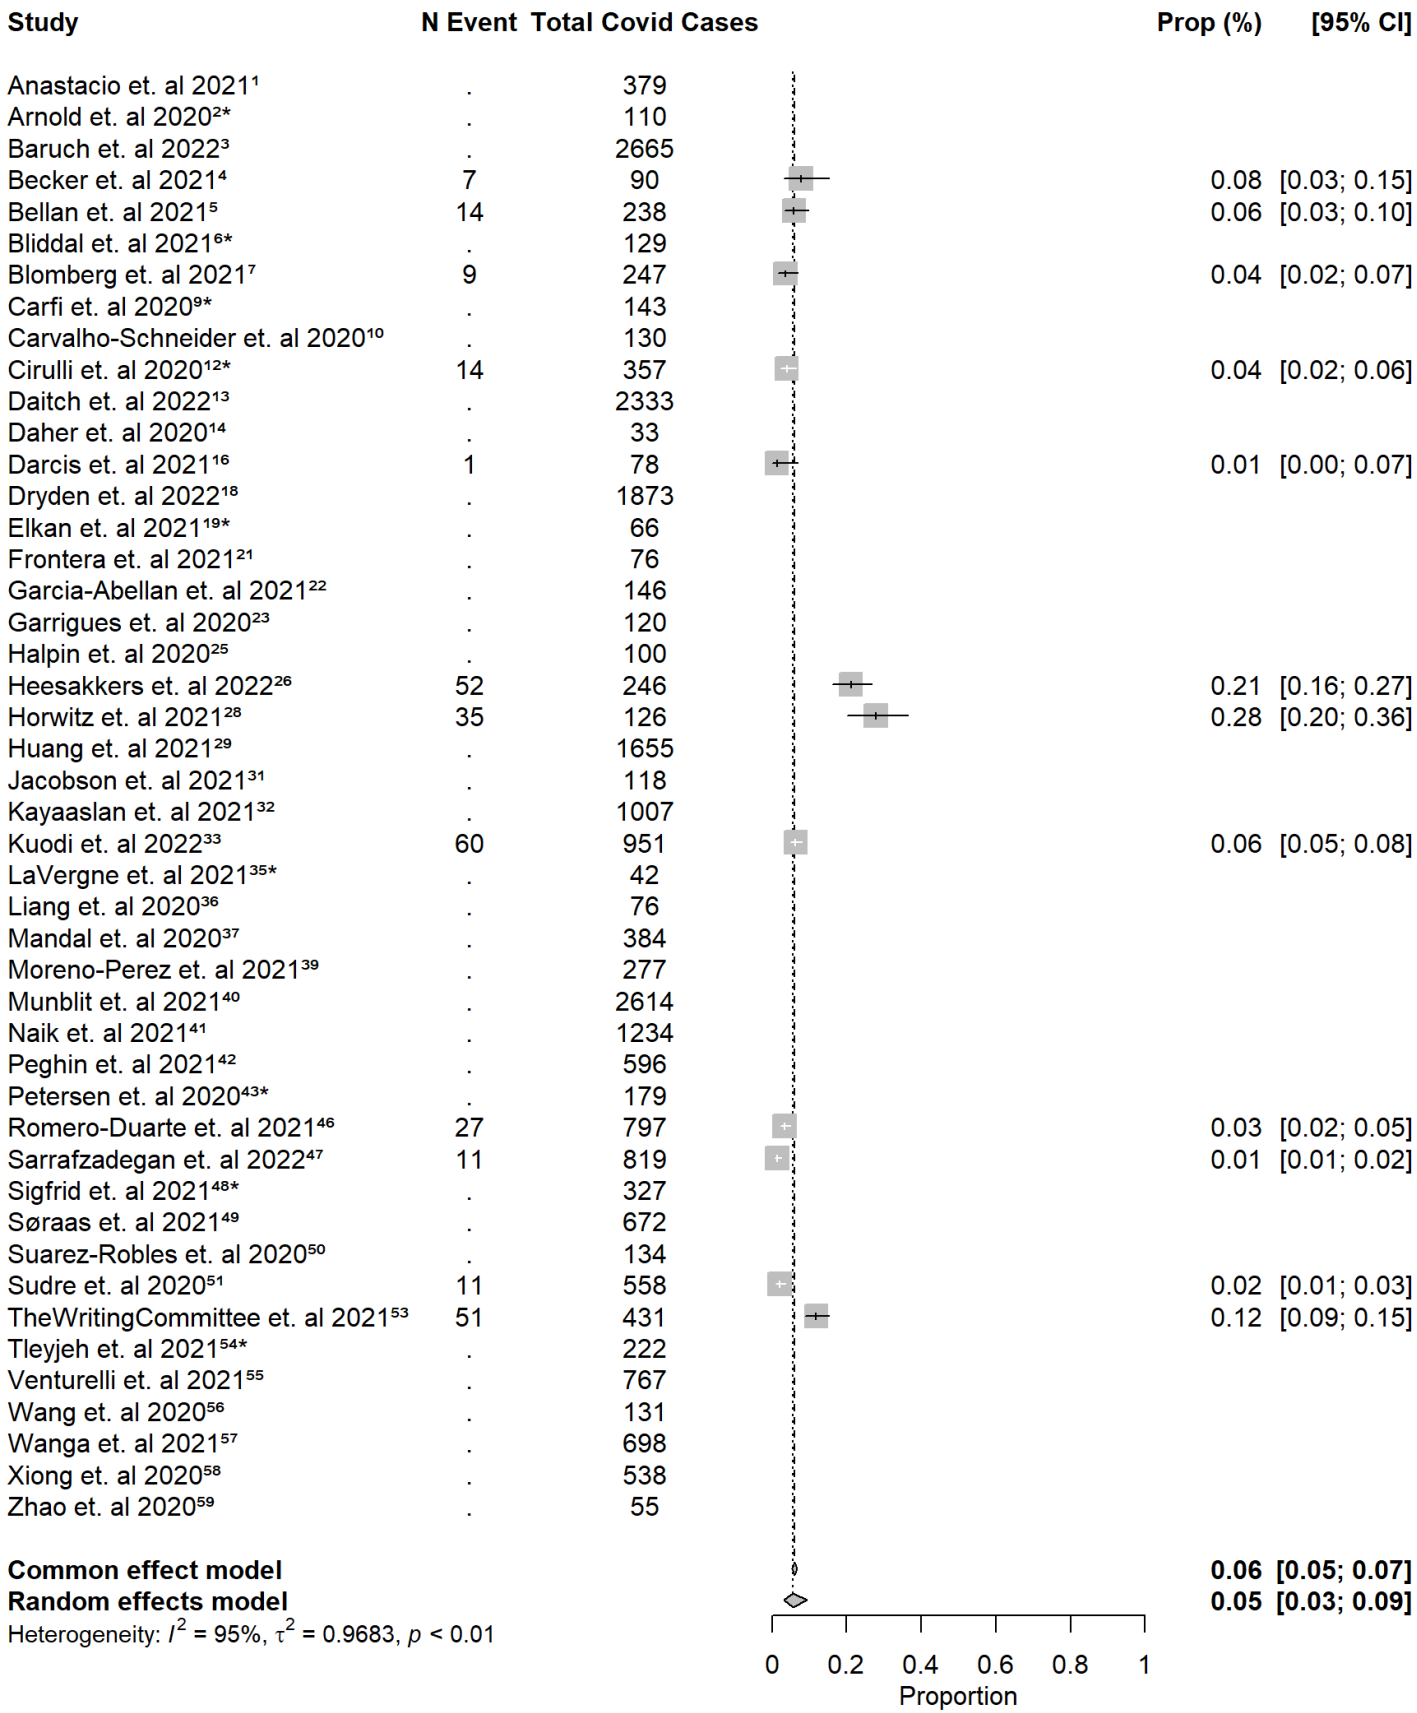 Study N Event Total Covid Cases Prop (%) [95% CI]
Anastacio et. al 2021¹ . 379
Arnold et. al 2020²* . 110
Baruch et. al 2022³ . 2665
Becker et. al 2021⁴ 7 90 0.08 [0.03; 0.15]
Bellan et. al 2021⁵ 14 238 0.06 [0.03; 0.10]
Bliddal et. al 2021⁶* . 129
Blomberg et. al 2021⁷ 9 247 0.04 [0.02; 0.07]
Carfi et. al 2020⁹* . 143
Carvalho-Schneider et. al 2020¹⁰ . 130
Cirulli et. al 2020¹²* 14 357 0.04 [0.02; 0.06]
Daitch et. al 2022¹³ . 2333
Daher et. al 2020¹⁴ . 33
Darcis et. al 2021¹⁶ 1 78 0.01 [0.00; 0.07]
Dryden et. al 2022¹⁸ . 1873
Elkan et. al 2021¹⁹* . 66
Frontera et. al 2021²¹ . 76
Garcia-Abellan et. al 2021²² . 146
Garrigues et. al 2020²³ . 120
Halpin et. al 2020²⁵ . 100
Heesakkers et. al 2022²⁶ 52 246 0.21 [0.16; 0.27]
Horwitz et. al 2021²⁸ 35 126 0.28 [0.20; 0.36]
Huang et. al 2021²⁹ . 1655
Jacobson et. al 2021³¹ . 118
Kayaaslan et. al 2021³² . 1007
Kuodi et. al 2022³³ 60 951 0.06 [0.05; 0.08]
LaVergne et. al 2021³⁵* . 42
Liang et. al 2020³⁶ . 76
Mandal et. al 2020³⁷ . 384
Moreno-Perez et. al 2021³⁹ . 277
Munblit et. al 2021⁴⁰ . 2614
Naik et. al 2021⁴¹ . 1234
Peghin et. al 2021⁴² . 596
Petersen et. al 2020⁴³* . 179
Romero-Duarte et. al 2021⁴⁶ 27 797 0.03 [0.02; 0.05]
Sarrafzadegan et. al 2022⁴⁷ 11 819 0.01 [0.01; 0.02]
Sigfrid et. al 2021⁴⁸* . 327
Søraas et. al 2021⁴⁹ . 672
Suarez-Robles et. al 2020⁵⁰ . 134
Sudre et. al 2020⁵¹ 11 558 0.02 [0.01; 0.03]
TheWritingCommittee et. al 2021⁵³ 51 431 0.12 [0.09; 0.15]
Tleyjeh et. al 2021⁵⁴* . 222
Venturelli et. al 2021⁵⁵ . 767
Wang et. al 2020⁵⁶ . 131
Wanga et. al 2021⁵⁷ . 698
Xiong et. al 2020⁵⁸ . 538
Zhao et. al 2020⁵⁹ . 55
Common effect model 0.06 [0.05; 0.07]
Random effects model 0.05 [0.03; 0.09]
Heterogeneity: I² = 95%, τ² = 0.9683, p < 0.01
0 0.2 0.4 0.6 0.8 1
Proportion